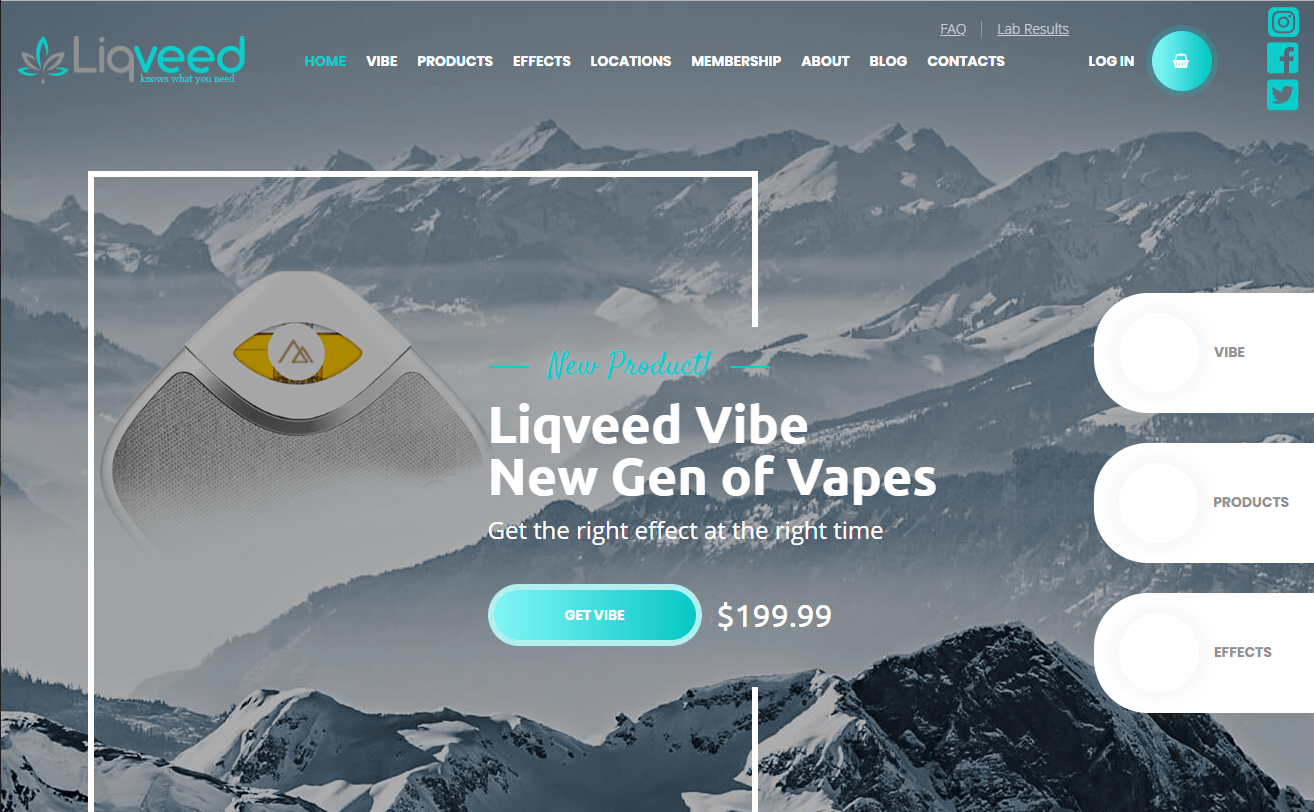 FAQ
Lab Results
Liqveed
knows what you need
HOME VIBE PRODUCTS EFFECTS LOCATIONS MEMBERSHIP ABOUT BLOG CONTACTS
LOG IN
New Product!
Liqveed Vibe
New Gen of Vapes
Get the right effect at the right time
GET VIBE
$199.99
VIBE
PRODUCTS
EFFECTS